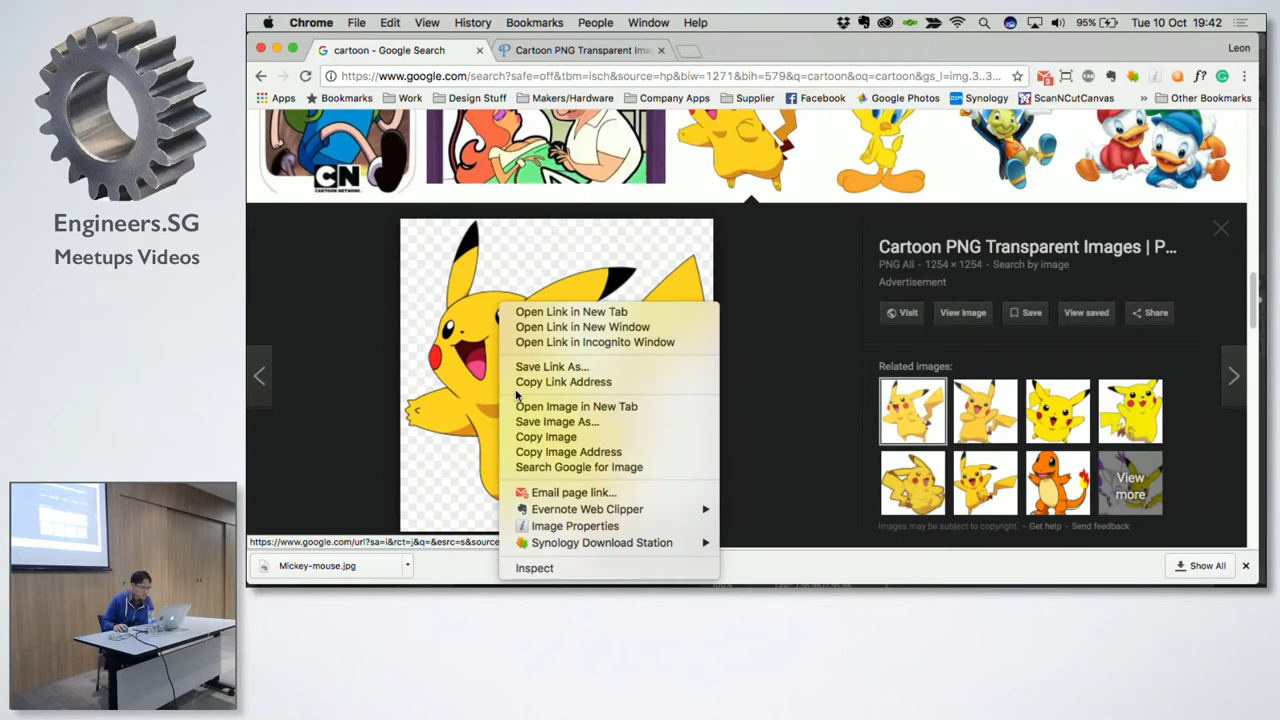 Engineers.SG
Meetups Videos
Chrome File Edit View History Bookmarks People Window Help
95% Tue 10 Oct 19:42
cartoon - Google Search
Cartoon PNG Transparent Ima
Leon
https://www.google.com/search?safe=off&tbm=isch&source=hp&biw=1271&bih=579&q=cartoon&oq=cartoon&gs_l=img.3..3...
Apps Bookmarks Work Design Stuff Makers/Hardware Company Apps Supplier Facebook Google Photos Synology ScanNCutCanvas » Other Bookmarks
CN
CARTOON NETWORK
Cartoon PNG Transparent Images | P...
PNG All - 1254 × 1254 - Search by image
Advertisement
Visit View image Save View saved Share
Related images:
View more
Images may be subject to copyright. - Get help - Send feedback
Open Link in New Tab
Open Link in New Window
Open Link in Incognito Window
Save Link As...
Copy Link Address
Open Image in New Tab
Save Image As...
Copy Image
Copy Image Address
Search Google for Image
Email page link...
Evernote Web Clipper
Image Properties
Synology Download Station
Inspect
https://www.google.com/url?sa=i&rct=j&q=&esrc=s&source
Mickey-mouse.jpg
Show All